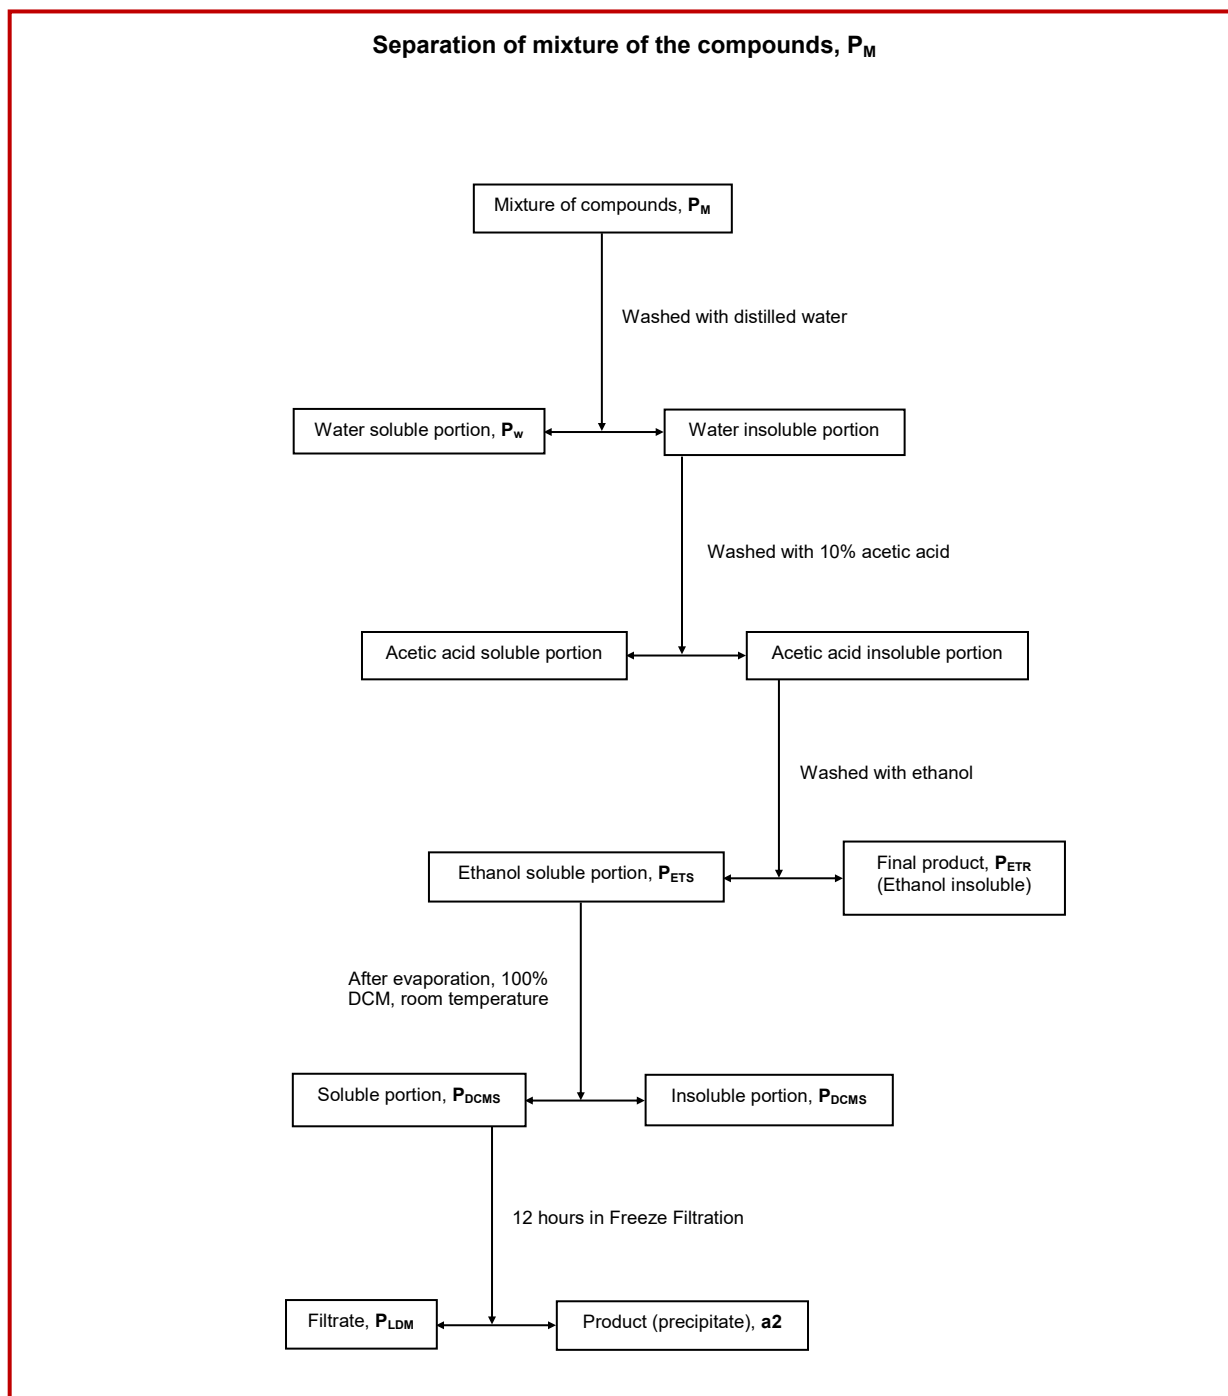 Separation of mixture of the compounds, PM
Mixture of compounds, PM
Washed with distilled water
Water soluble portion, Pw
Water insoluble portion
Washed with 10% acetic acid
Acetic acid soluble portion
Acetic acid insoluble portion
Washed with ethanol
Ethanol soluble portion, PETS
Final product, PETR
(Ethanol insoluble)
After evaporation, 100%
DCM, room temperature
Soluble portion, PDCMS
Insoluble portion, PDCMS
12 hours in Freeze Filtration
Filtrate, PLDM
Product (precipitate), a2